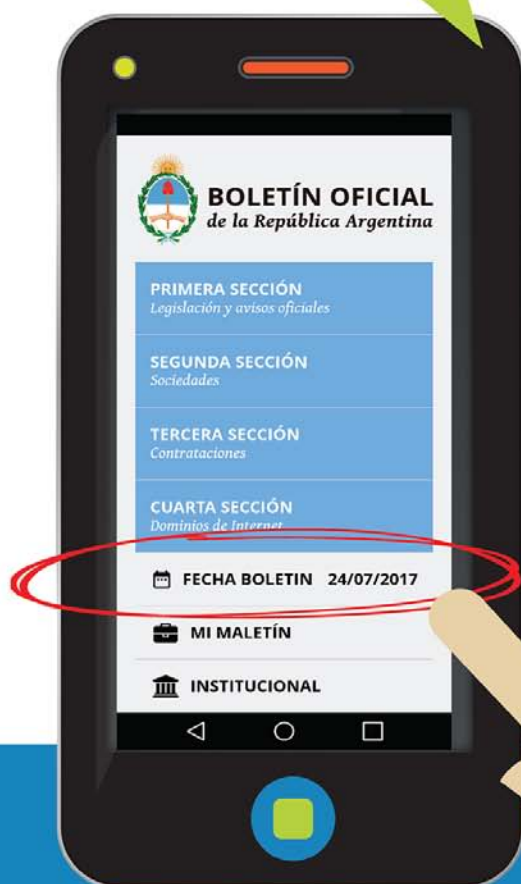 BOLETÍN OFICIAL
de la República Argentina
PRIMERA SECCIÓN
Legislación y avisos oficiales
SEGUNDA SECCIÓN
Sociedades
TERCERA SECCIÓN
Contrataciones
CUARTA SECCIÓN
Dominios de Internet
FECHA BOLETIN 24/07/2017
MI MALETÍN
INSTITUCIONAL